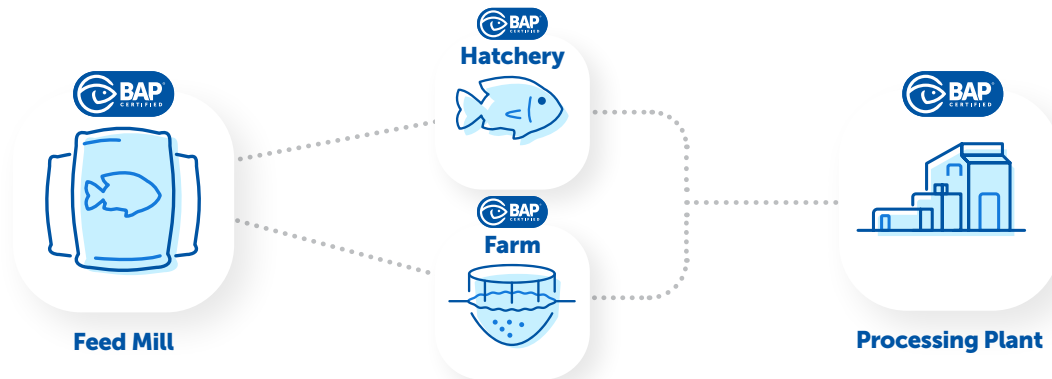 BAP®
CERTIFIED
Hatchery
BAP®
CERTIFIED
Feed Mill
BAP®
CERTIFIED
Farm
BAP®
CERTIFIED
Processing Plant